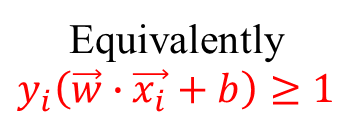 Equivalently
𝑦ᵢ(w⃗ · x⃗ᵢ + 𝑏) ≥ 1